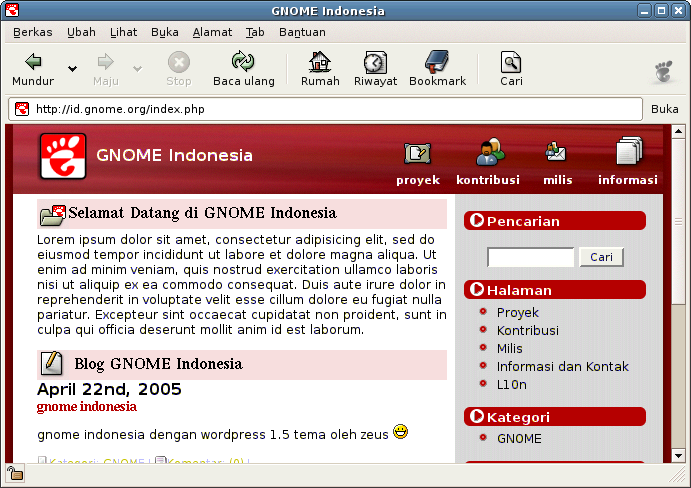 GNOME Indonesia
Berkas Ubah Lihat Buka Alamat Tab Bantuan
Mundur Maju Stop Baca ulang Rumah Riwayat Bookmark Cari
http://id.gnome.org/index.php Buka
GNOME Indonesia
proyek kontribusi milis informasi
Selamat Datang di GNOME Indonesia
Lorem ipsum dolor sit amet, consectetur adipisicing elit, sed do
eiusmod tempor incididunt ut labore et dolore magna aliqua. Ut
enim ad minim veniam, quis nostrud exercitation ullamco laboris
nisi ut aliquip ex ea commodo consequat. Duis aute irure dolor in
reprehenderit in voluptate velit esse cillum dolore eu fugiat nulla
pariatur. Excepteur sint occaecat cupidatat non proident, sunt in
culpa qui officia deserunt mollit anim id est laborum.
Blog GNOME Indonesia
April 22nd, 2005
gnome indonesia
gnome indonesia dengan wordpress 1.5 tema oleh zeus
Kategori: GNOME | Komentar: (0) |
Pencarian
Cari
Halaman
Proyek
Kontribusi
Milis
Informasi dan Kontak
L10n
Kategori
GNOME